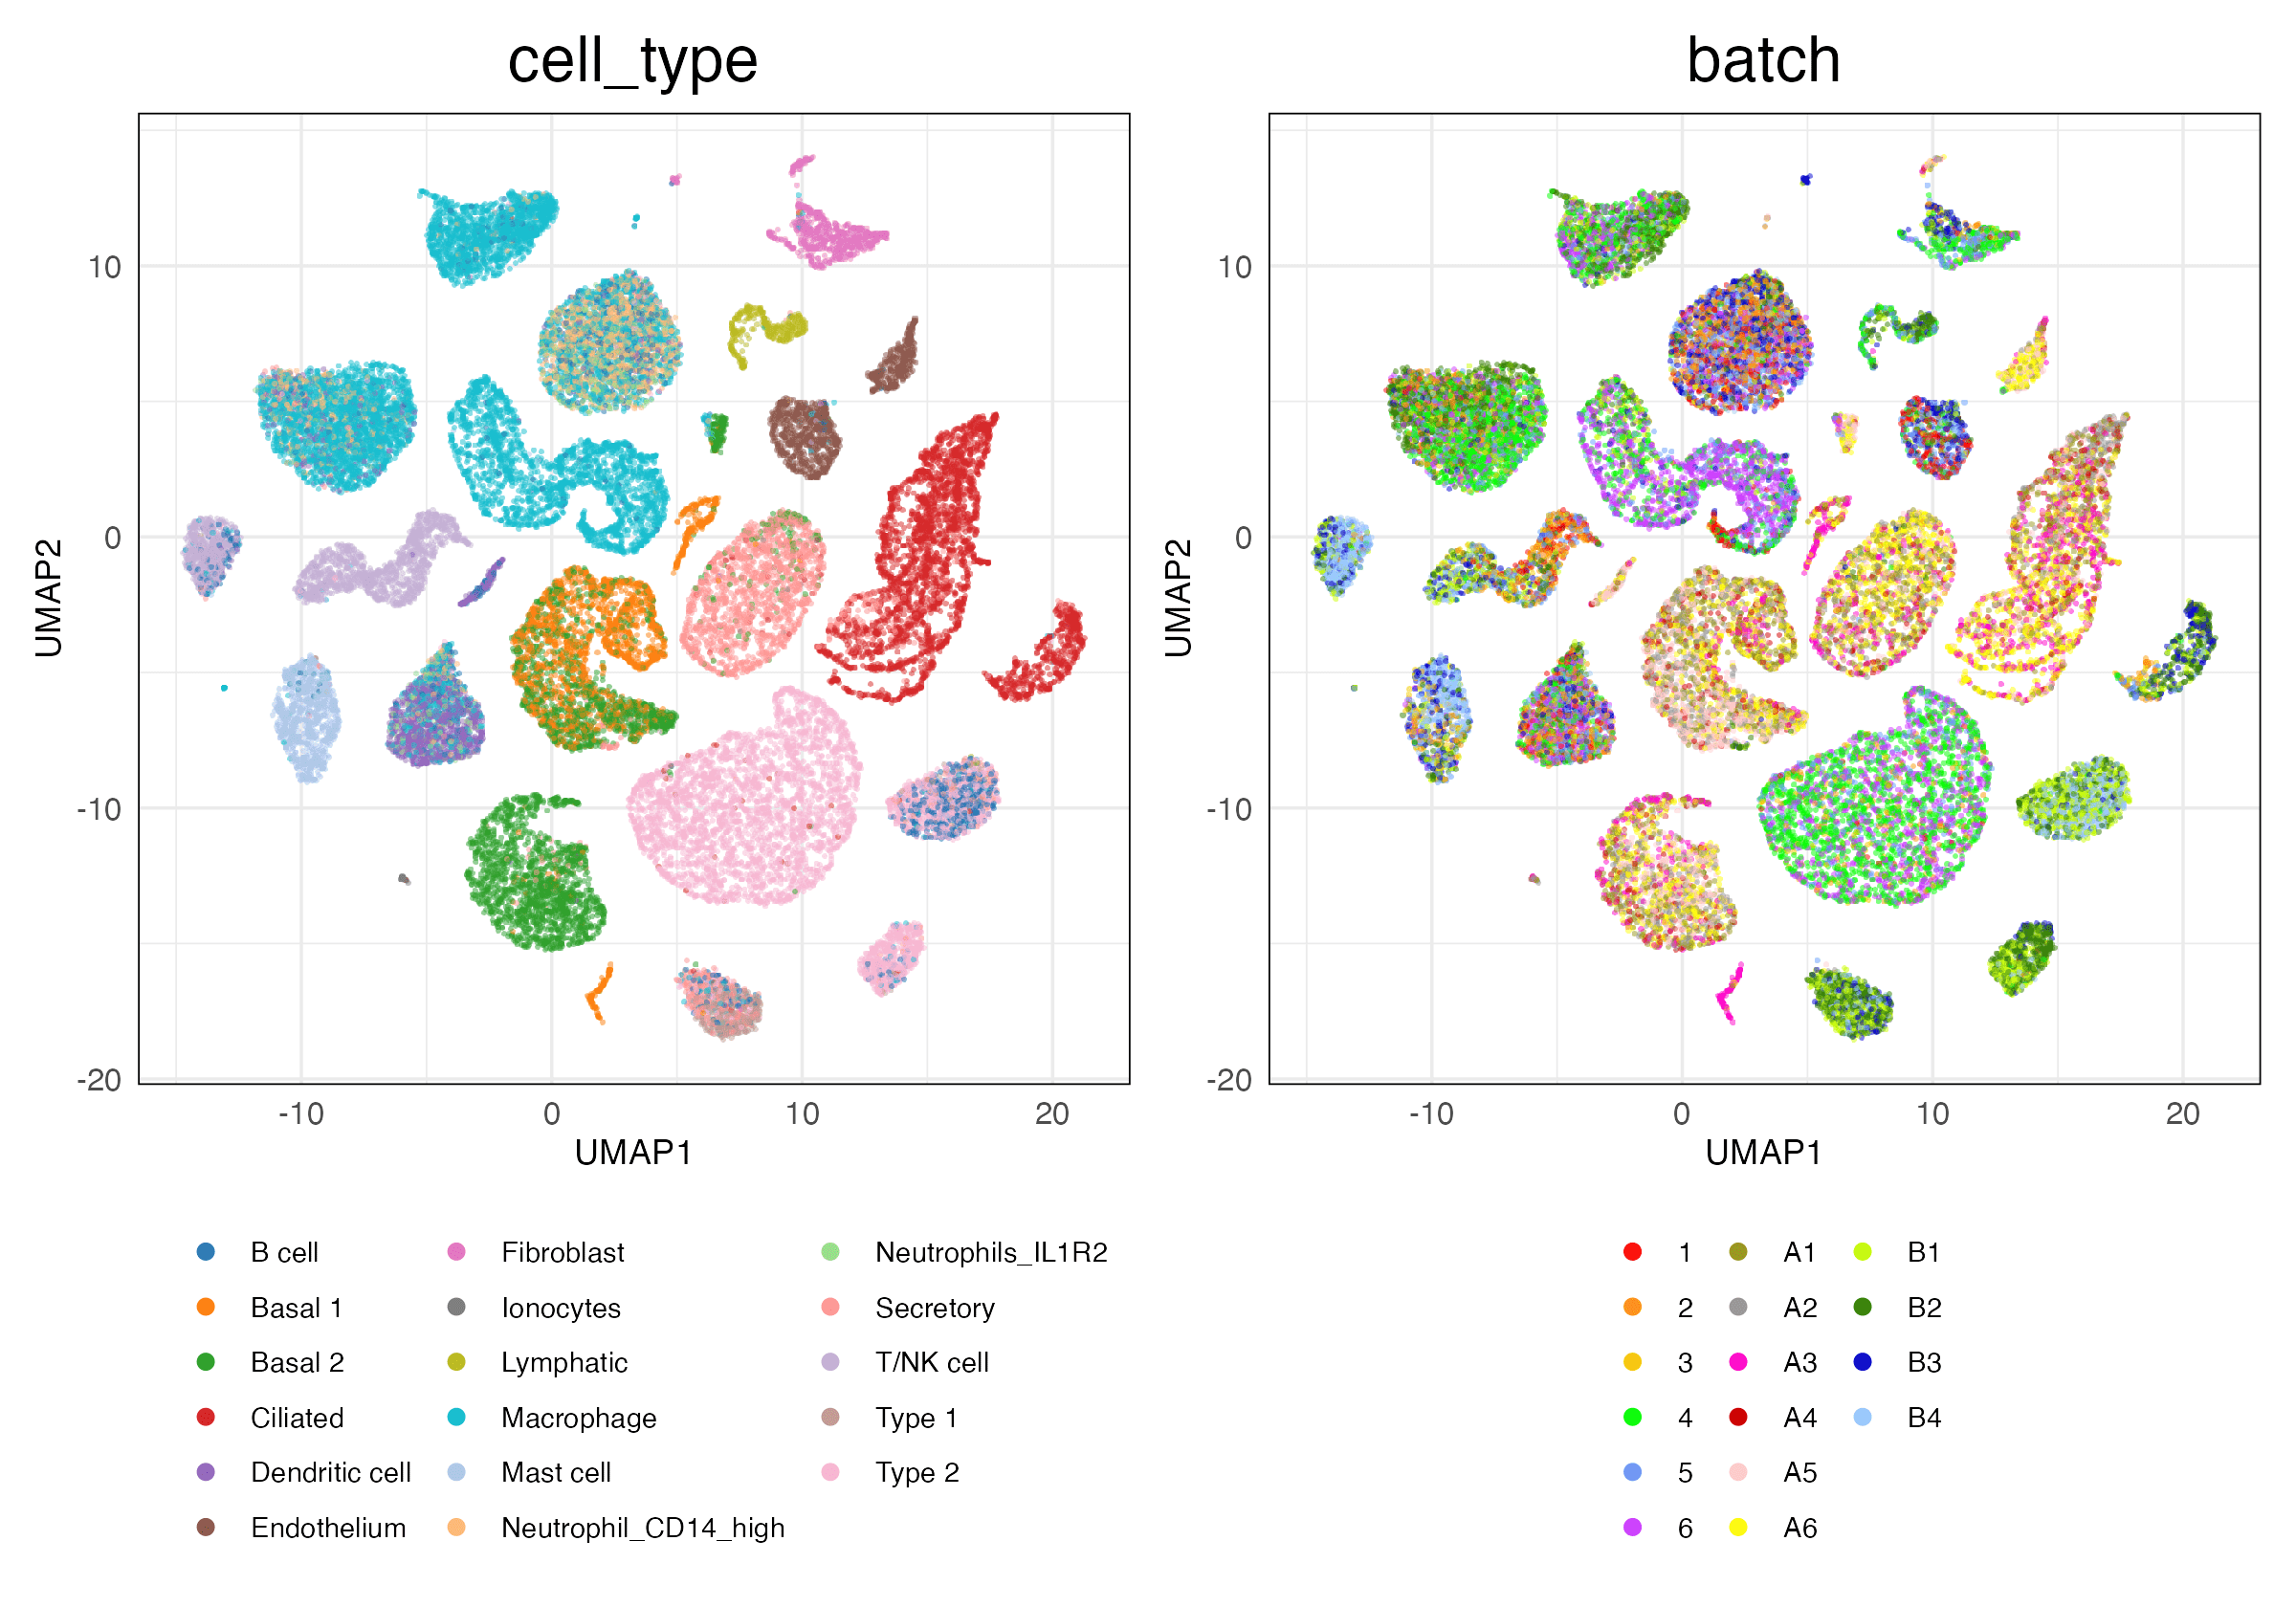 cell_type
batch
10
0
-10
-20
UMAP2
-10 0 10 20
UMAP1
10
0
-10
-20
UMAP2
-10 0 10 20
UMAP1
B cell Fibroblast Neutrophils_IL1R2
Basal 1 Ionocytes Secretory
Basal 2 Lymphatic T/NK cell
Ciliated Macrophage Type 1
Dendritic cell Mast cell Type 2
Endothelium Neutrophil_CD14_high
1 A1 B1
2 A2 B2
3 A3 B3
4 A4 B4
5 A5
6 A6